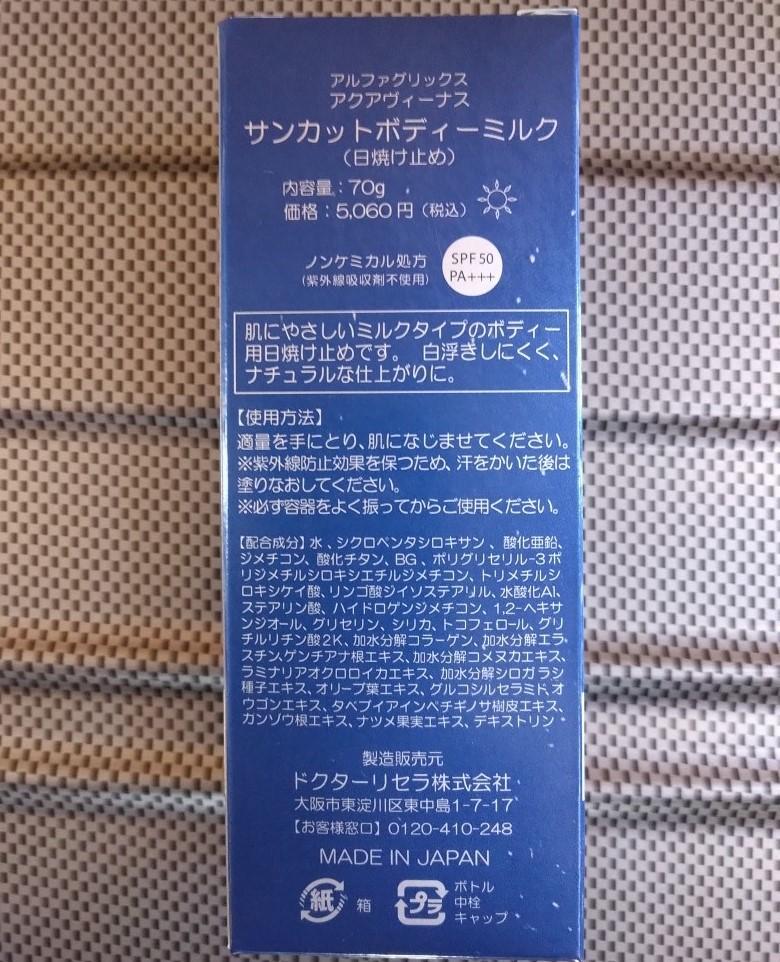 アルファグリックス
アクアヴィーナス
サンカットボディーミルク
（日焼け止め）
内容量：70g
価格：5,060円（税込）
ノンケミカル処方
（紫外線吸収剤不使用）
SPF50
PA+++
肌にやさしいミルクタイプのボディー
用日焼け止めです。 白浮きしにくく、
ナチュラルな仕上がりに。
【使用方法】
適量を手にとり、肌になじませてください。
※紫外線防止効果を保つため、汗をかいた後は
塗りなおしてください。
※必ず容器をよく振ってからご使用ください。
【配合成分】水、シクロペンタシロキサン、酸化亜鉛、
ジメチコン、酸化チタン、BG、ポリグリセリル-3ポ
リジメチルシロキシエチルジメチコン、トリメチルシ
ロキシケイ酸、リンゴ酸ジイソステアリル、水酸化Al、
ステアリン酸、ハイドロゲンジメチコン、1,2-ヘキサ
ンジオール、グリセリン、シリカ、トコフェロール、グリ
チルリチン酸2K、加水分解コラーゲン、加水分解エラ
スチン、ゲンチアナ根エキス、加水分解コメヌカエキス、
ラミナリアオクロロイカエキス、加水分解シロガラシ
種子エキス、オリーブ葉エキス、グルコシルセラミド、オ
ウゴンエキス、タベブイアインペチギノサ樹皮エキス、
カンゾウ根エキス、ナツメ果実エキス、デキストリン
製造販売元
ドクターリセラ株式会社
大阪市東淀川区東中島1-7-17
【お客様窓口】0120-410-248
MADE IN JAPAN
紙 箱
プラ ボトル
中栓
キャップ